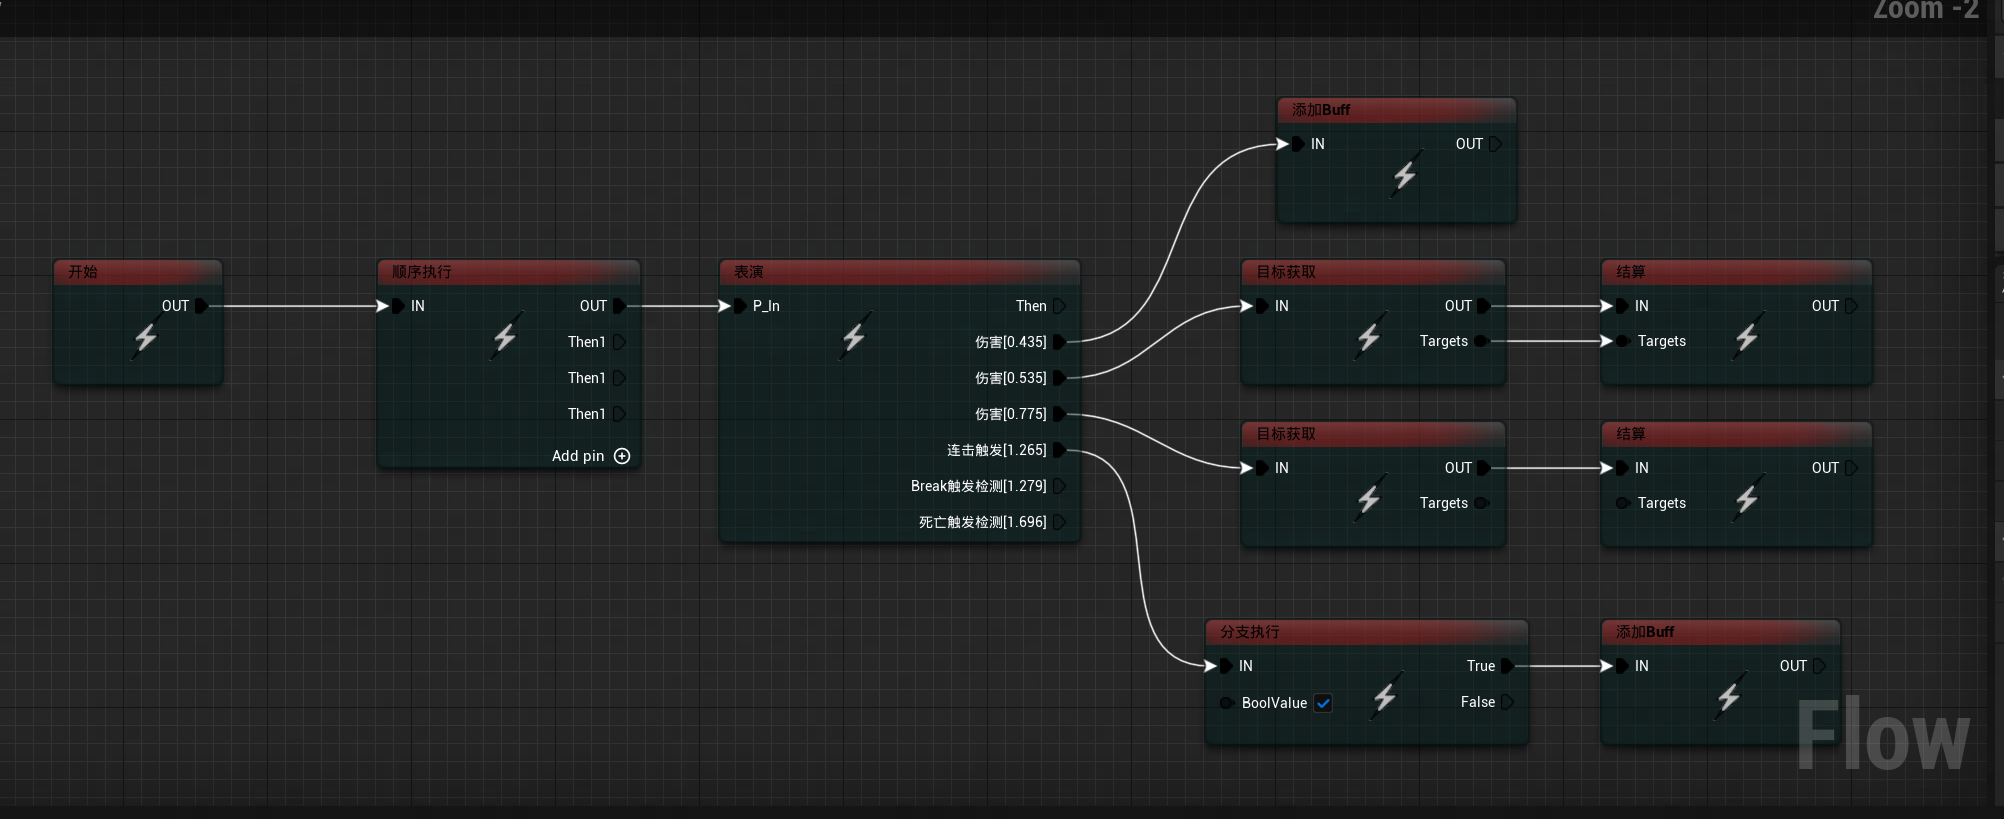 Zoom -2
添加Buff
IN
OUT
开始
OUT
顺序执行
IN
OUT
Then1
Then1
Then1
Add pin
表演
P_In
Then
伤害[0.435]
伤害[0.535]
伤害[0.775]
连击触发[1.265]
Break触发检测[1.279]
死亡触发检测[1.696]
目标获取
IN
OUT
Targets
结算
IN
OUT
Targets
目标获取
IN
OUT
Targets
结算
IN
OUT
Targets
分支执行
IN
True
BoolValue
False
添加Buff
IN
OUT
Flow